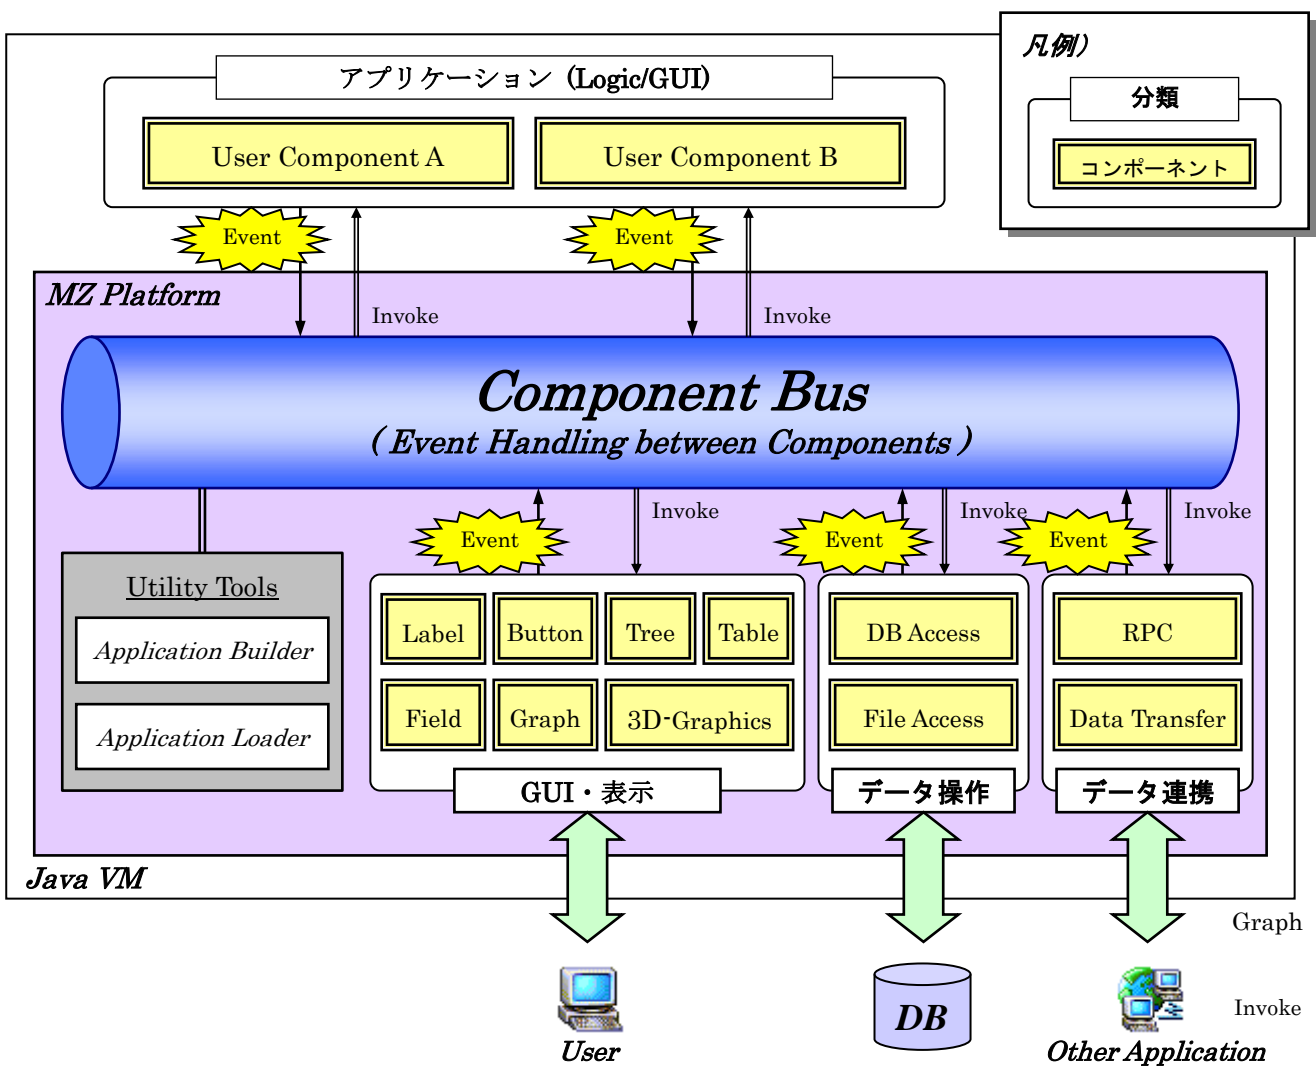 凡例）
分類
コンポーネント
アプリケーション (Logic/GUI)
User Component A
User Component B
Event
Event
MZ Platform
Invoke
Invoke
Component Bus
( Event Handling between Components )
Invoke
Invoke
Invoke
Event
Event
Event
Utility Tools
Application Builder
Application Loader
Label
Button
Tree
Table
Field
Graph
3D-Graphics
GUI・表示
DB Access
File Access
データ操作
RPC
Data Transfer
データ連携
Java VM
Graph
DB
Invoke
User
Other Application